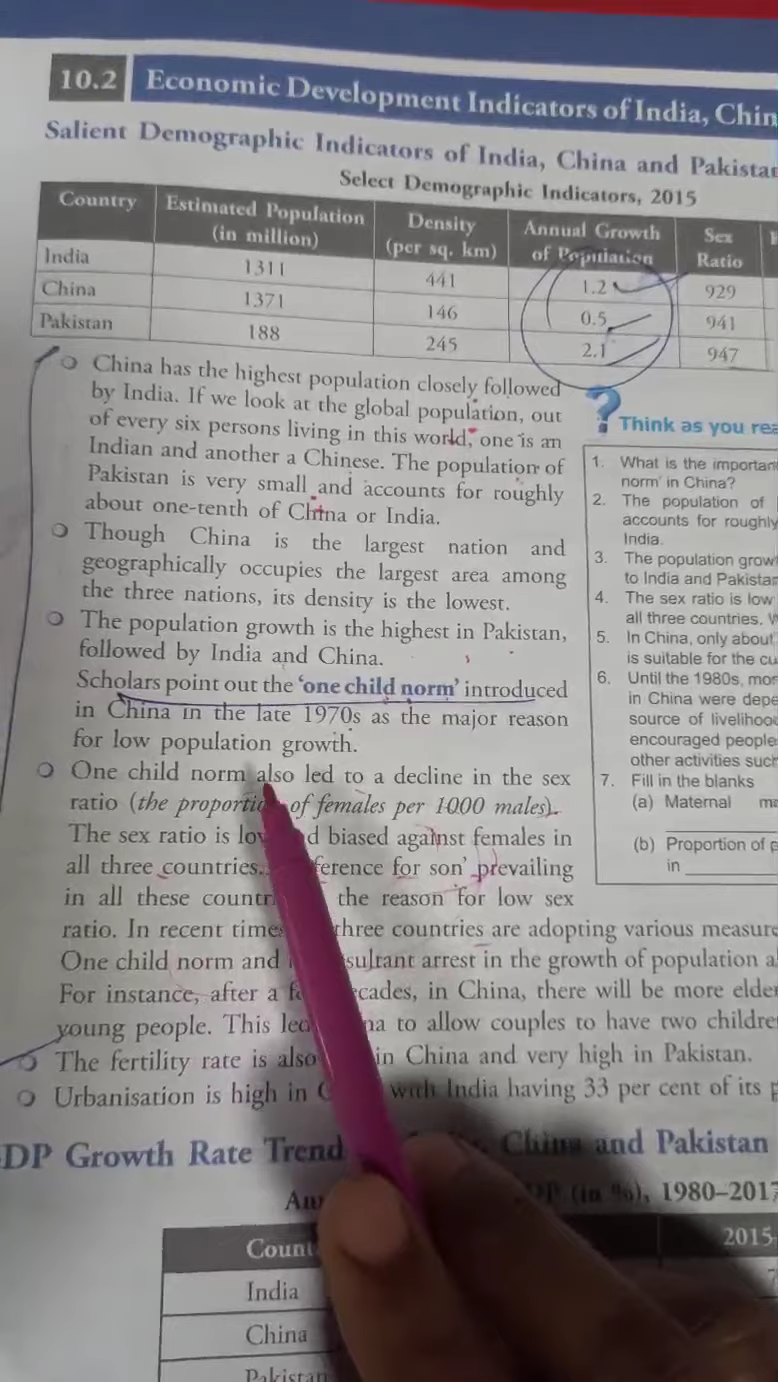 10.2 Economic Development Indicators of India, Chin
Salient Demographic Indicators of India, China and Pakistan
Select Demographic Indicators, 2015
Country Estimated Population (in million) Density (per sq. km) Annual Growth of Population Sex Ratio
India 1311 441 1.2 929
China 1371 146 0.5 941
Pakistan 188 245 2.1 947
China has the highest population closely followed
by India. If we look at the global population, out
of every six persons living in this world, one is an
Indian and another a Chinese. The population of
Pakistan is very small and accounts for roughly
about one-tenth of China or India.
Though China is the largest nation and
geographically occupies the largest area among
the three nations, its density is the lowest.
The population growth is the highest in Pakistan,
followed by India and China.
Scholars point out the 'one child norm' introduced
in China in the late 1970s as the major reason
for low population growth.
One child norm also led to a decline in the sex
ratio (the proportio of females per 1000 males).
The sex ratio is low d biased against females in
all three countries. ference for son' prevailing
in all these countr the reason for low sex
ratio. In recent times three countries are adopting various measure
One child norm and sultant arrest in the growth of population a
For instance, after a f cades, in China, there will be more elder
young people. This led na to allow couples to have two childre
The fertility rate is also in China and very high in Pakistan.
Urbanisation is high in C with India having 33 per cent of its p
DP Growth Rate Trend China and Pakistan
An (in %), 1980–2017
Count 2015-
India 7
China
Pakistan
?
Think as you rea
1. What is the importan
norm' in China?
2. The population of
accounts for roughly
India.
3. The population growt
to India and Pakistan
4. The sex ratio is low
all three countries. W
5. In China, only about
is suitable for the cu
6. Until the 1980s, mor
in China were depe
source of livelihood
encouraged people
other activities such
7. Fill in the blanks
(a) Maternal m
(b) Proportion of p
in